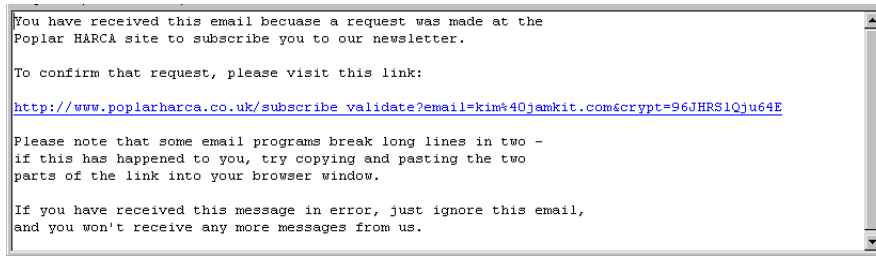 You have received this email becuase a request was made at the
Poplar HARCA site to subscribe you to our newsletter.
To confirm that request, please visit this link:
http://www.poplarharca.co.uk/subscribe_validate?email=kim%40jamkit.com&crypt=96JHRS1Qju64E
Please note that some email programs break long lines in two -
if this has happened to you, try copying and pasting the two
parts of the link into your browser window.
If you have received this message in error, just ignore this email,
and you won't receive any more messages from us.